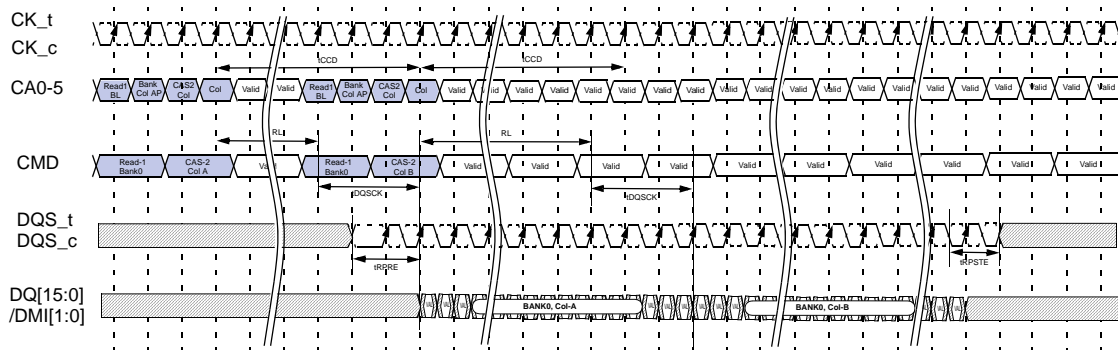 CK_t
CK_c
tCCD tCCD
CA0-5
Read1 BL Bank Col AP CAS2 Col Col Valid Valid Read1 BL Bank Col AP CAS2 Col Col Valid Valid Valid Valid Valid Valid Valid Valid Valid Valid Valid Valid Valid Valid Valid Valid Valid Valid Valid Valid
RL RL
CMD
Read-1 Bank0 CAS-2 Col A Valid Read-1 Bank0 CAS-2 Col B Valid Valid Valid Valid Valid Valid Valid Valid Valid Valid
tDQSCK tDQSCK
DQS_t
DQS_c
tRPRE tRPSTE
DQ[15:0]
/DMI[1:0]
BANK0, Col-A BANK0, Col-B